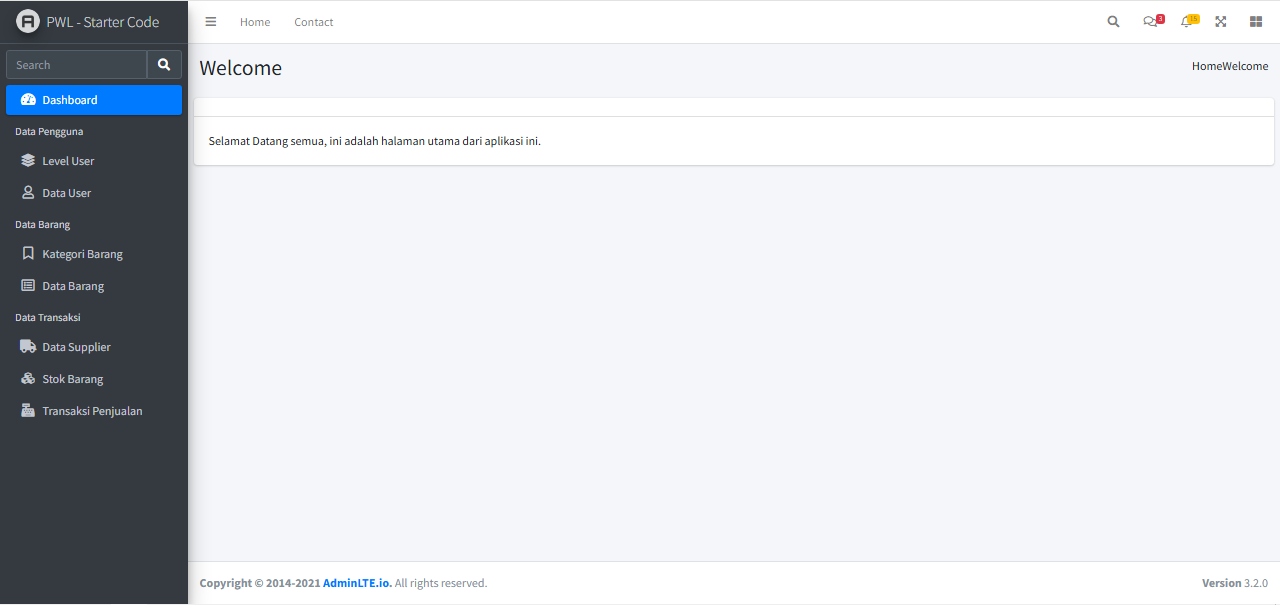 PWL - Starter Code
Home Contact 3 15
Search
Welcome
HomeWelcome
Dashboard
Data Pengguna
Level User
Data User
Data Barang
Kategori Barang
Data Barang
Data Transaksi
Data Supplier
Stok Barang
Transaksi Penjualan
Selamat Datang semua, ini adalah halaman utama dari aplikasi ini.
Copyright © 2014-2021 AdminLTE.io. All rights reserved.
Version 3.2.0